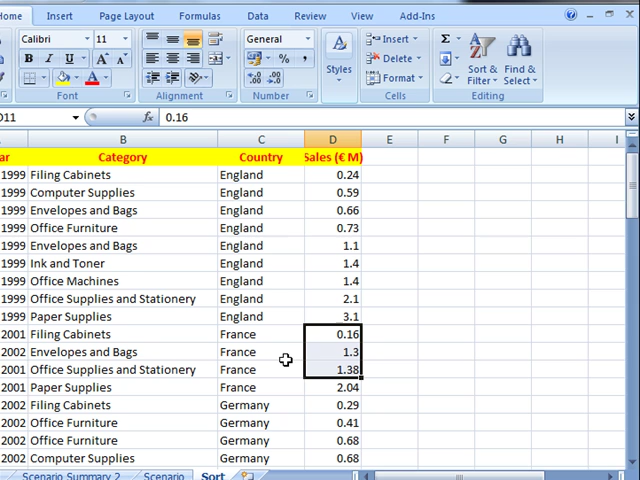 Home Insert Page Layout Formulas Data Review View Add-Ins
Calibri 11 General Insert Delete Format
B I U A % , Σ
Styles Sort & Filter Find & Select
Font Alignment Number Cells Editing
D11 fx 0.16
B C D E F G H I
ar Category Country Sales (€ M)
1999 Filing Cabinets England 0.24
1999 Computer Supplies England 0.59
1999 Envelopes and Bags England 0.66
1999 Office Furniture England 0.73
1999 Envelopes and Bags England 1.1
1999 Ink and Toner England 1.4
1999 Office Machines England 1.4
1999 Office Supplies and Stationery England 2.1
1999 Paper Supplies England 3.1
2001 Filing Cabinets France 0.16
2002 Envelopes and Bags France 1.3
2001 Office Supplies and Stationery France 1.38
2001 Paper Supplies France 2.04
2002 Filing Cabinets Germany 0.29
2002 Office Furniture Germany 0.41
2002 Office Furniture Germany 0.68
2002 Computer Supplies Germany 0.68
Scenario Summary 2 Scenario Sort